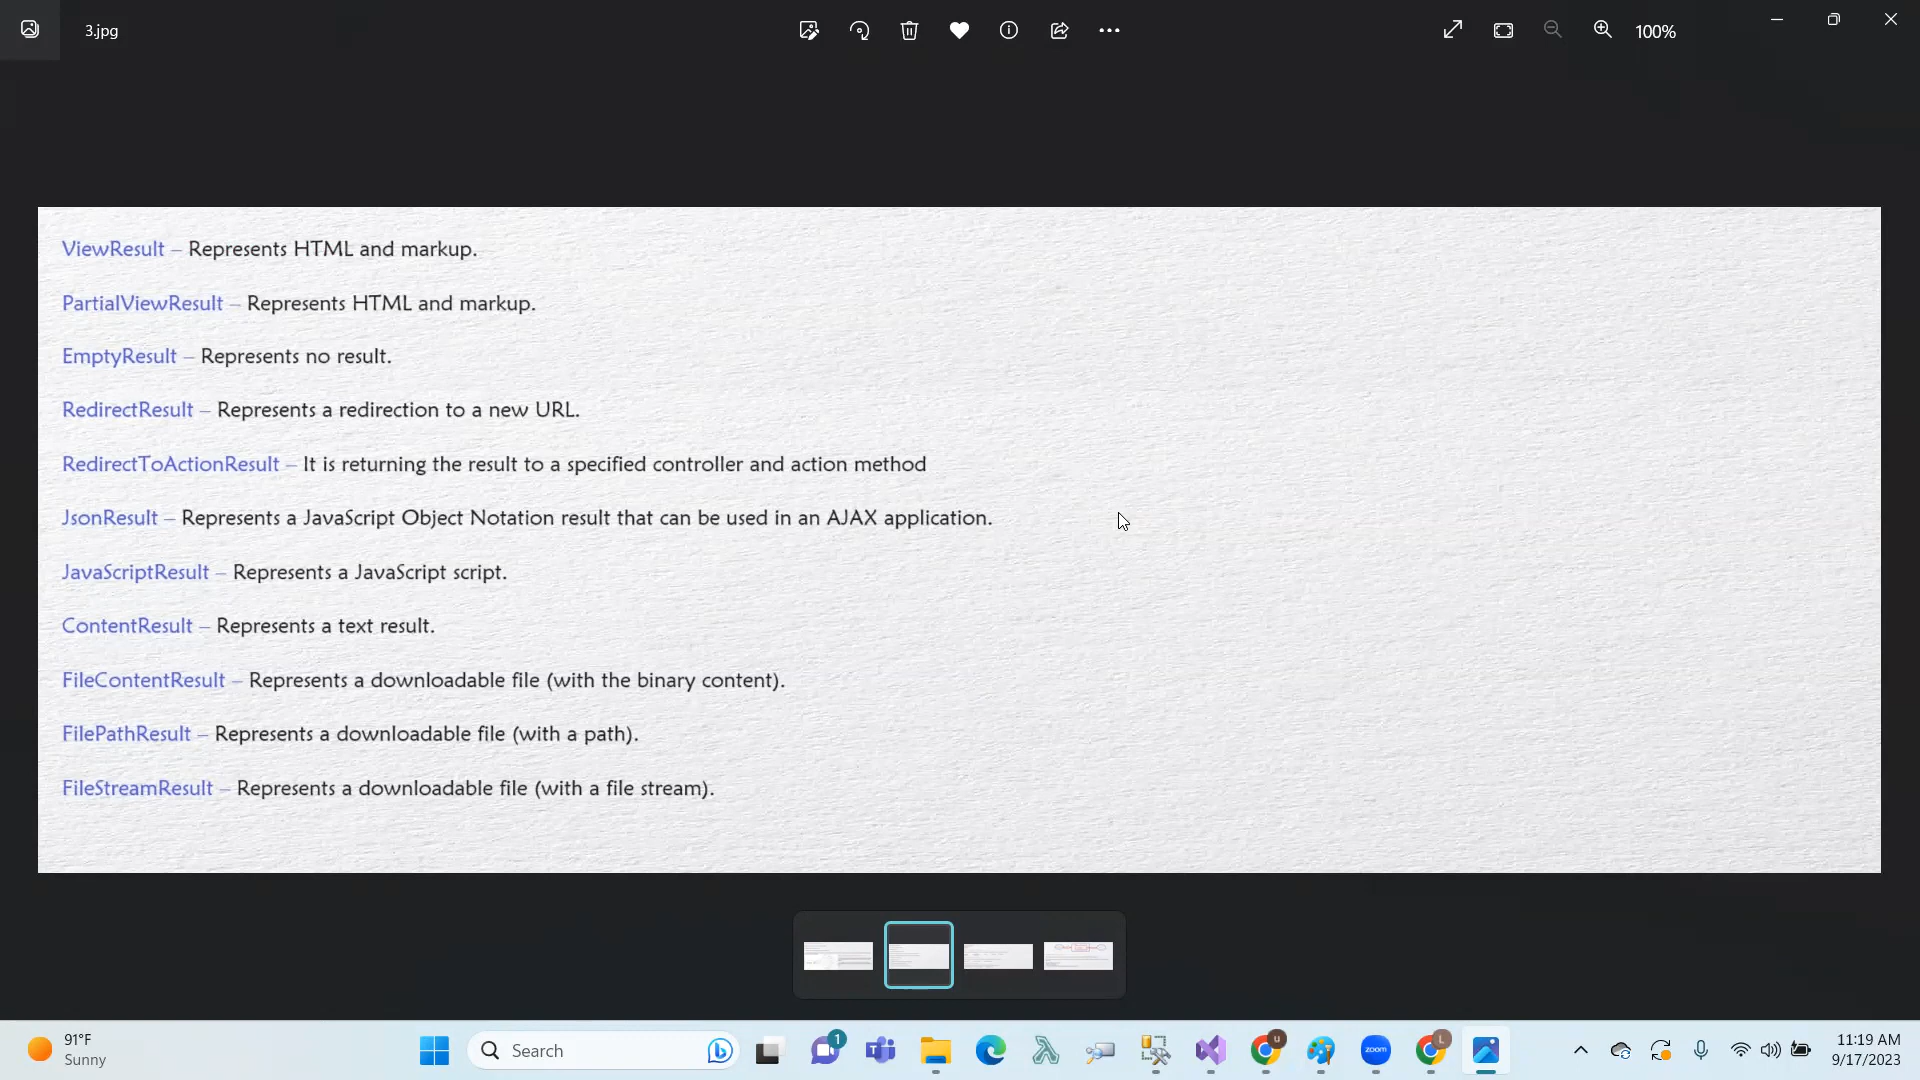 3.jpg
100%
ViewResult – Represents HTML and markup.
PartialViewResult – Represents HTML and markup.
EmptyResult – Represents no result.
RedirectResult – Represents a redirection to a new URL.
RedirectToActionResult – It is returning the result to a specified controller and action method
JsonResult – Represents a JavaScript Object Notation result that can be used in an AJAX application.
JavaScriptResult – Represents a JavaScript script.
ContentResult – Represents a text result.
FileContentResult – Represents a downloadable file (with the binary content).
FilePathResult – Represents a downloadable file (with a path).
FileStreamResult – Represents a downloadable file (with a file stream).
91°F
Sunny
Search
1
u
zoom
L
11:19 AM
9/17/2023